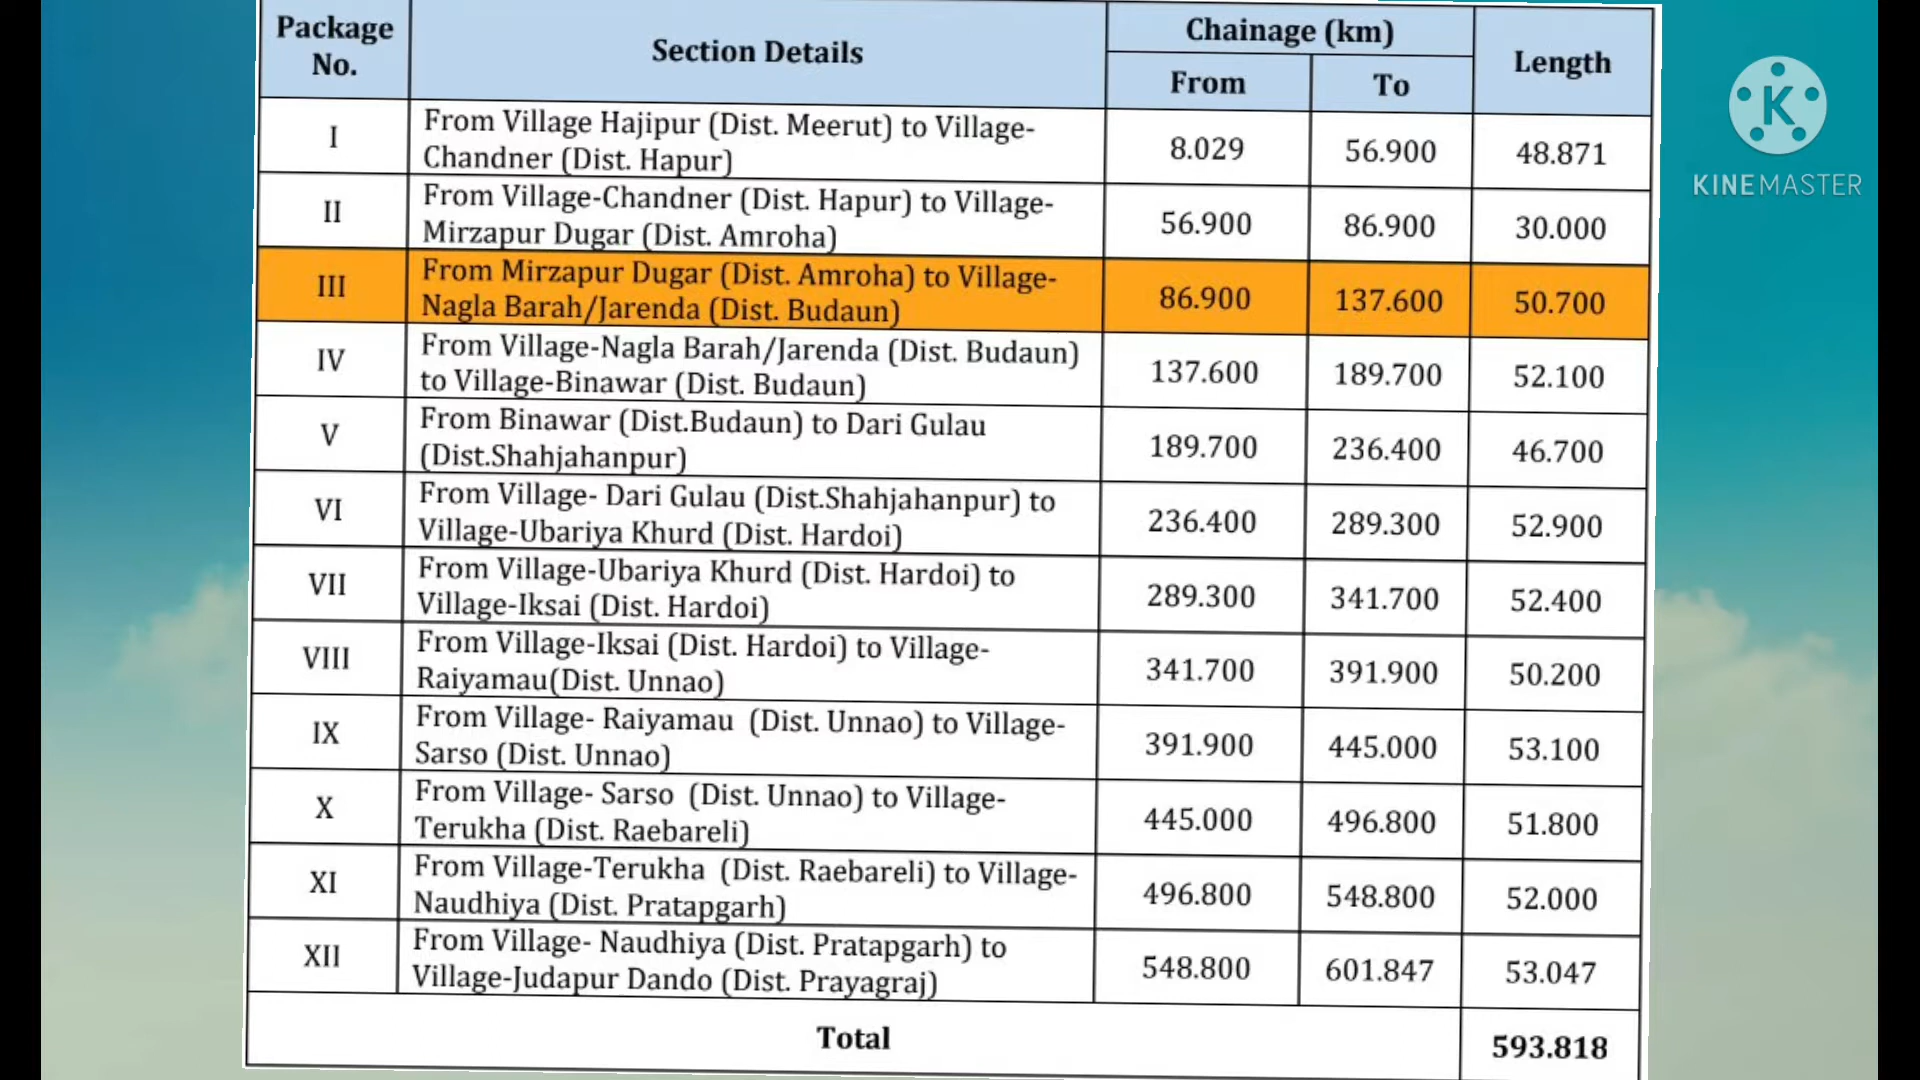 Package No.
Section Details
Chainage (km)
From
To
Length
I
From Village Hajipur (Dist. Meerut) to Village-
Chandner (Dist. Hapur)
8.029
56.900
48.871
II
From Village-Chandner (Dist. Hapur) to Village-
Mirzapur Dugar (Dist. Amroha)
56.900
86.900
30.000
III
From Mirzapur Dugar (Dist. Amroha) to Village-
Nagla Barah/Jarenda (Dist. Budaun)
86.900
137.600
50.700
IV
From Village-Nagla Barah/Jarenda (Dist. Budaun)
to Village-Binawar (Dist. Budaun)
137.600
189.700
52.100
V
From Binawar (Dist.Budaun) to Dari Gulau
(Dist.Shahjahanpur)
189.700
236.400
46.700
VI
From Village- Dari Gulau (Dist.Shahjahanpur) to
Village-Ubariya Khurd (Dist. Hardoi)
236.400
289.300
52.900
VII
From Village-Ubariya Khurd (Dist. Hardoi) to
Village-Iksai (Dist. Hardoi)
289.300
341.700
52.400
VIII
From Village-Iksai (Dist. Hardoi) to Village-
Raiyamau(Dist. Unnao)
341.700
391.900
50.200
IX
From Village- Raiyamau (Dist. Unnao) to Village-
Sarso (Dist. Unnao)
391.900
445.000
53.100
X
From Village- Sarso (Dist. Unnao) to Village-
Terukha (Dist. Raebareli)
445.000
496.800
51.800
XI
From Village-Terukha (Dist. Raebareli) to Village-
Naudhiya (Dist. Pratapgarh)
496.800
548.800
52.000
XII
From Village- Naudhiya (Dist. Pratapgarh) to
Village-Judapur Dando (Dist. Prayagraj)
548.800
601.847
53.047
Total
593.818
K
KINEMASTER